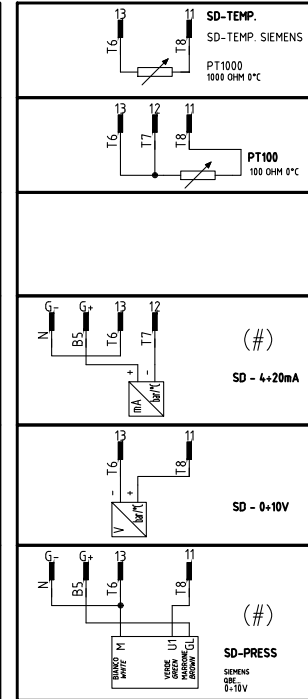 13 11 SD-TEMP.
T6 T8 SD-TEMP. SIEMENS
PT1000
1000 OHM 0°C
13 12 11
T6 T7 T8
PT100
100 OHM 0°C
G- G+ 13 12
N B5 T6 T7
(#)
+ -
mA bar/°C
SD - 4÷20mA
13 11
T6 T8
- +
V bar/°C
SD - 0÷10V
G- G+ 13 11
N B5 T6 T8
(#)
M U1 GL
BIANCO
WHITE
VERDE
GREEN
MARRONE
BROWN
SD-PRESS
SIEMENS
QBE..
0÷10V